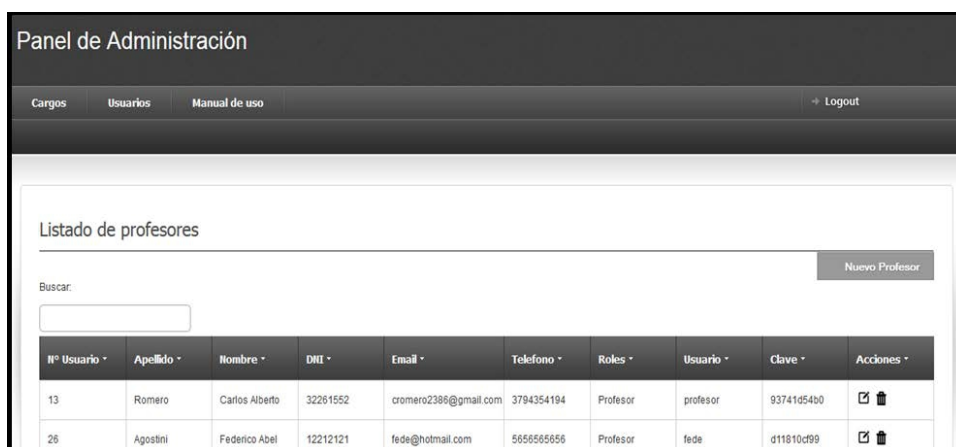 Panel de Administración
Cargos Usuarios Manual de uso Logout
Listado de profesores
Nuevo Profesor
Buscar:
Nº Usuario Apellido Nombre DNI Email Telefono Roles Usuario Clave Acciones
13 Romero Carlos Alberto 32261552 cromero2386@gmail.com 3794354194 Profesor profesor 93741d54b0
26 Agostini Federico Abel 12212121 fede@hotmail.com 5656565656 Profesor fede d11810cf99